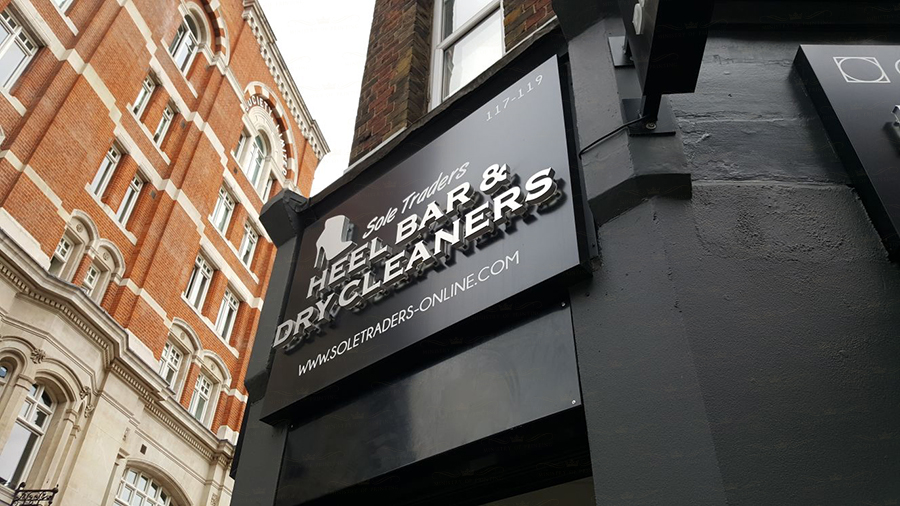 117-119
Sole Traders
HEEL BAR &
DRY CLEANERS
WWW.SOLETRADERS-ONLINE.COM